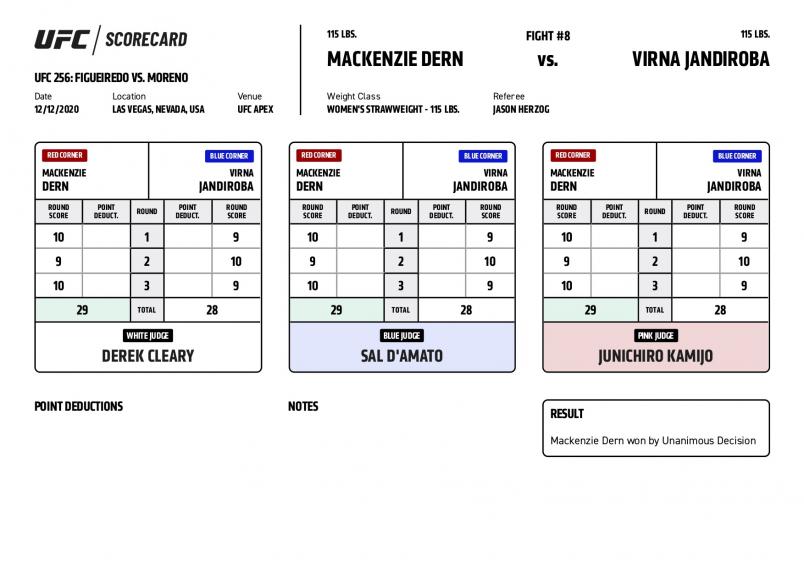 UFC / SCORECARD
UFC 256: FIGUEIREDO VS. MORENO
Date Location Venue
12/12/2020 LAS VEGAS, NEVADA, USA UFC APEX
115 LBS. FIGHT #8 115 LBS.
MACKENZIE DERN VS. VIRNA JANDIROBA
Weight Class Referee
WOMEN'S STRAWWEIGHT - 115 LBS. JASON HERZOG
RED CORNER BLUE CORNER
MACKENZIE VIRNA
DERN JANDIROBA
ROUND POINT ROUND POINT ROUND
SCORE DEDUCT. DEDUCT. SCORE
10 1 9
9 2 10
10 3 9
29 TOTAL 28
WHITE JUDGE
DEREK CLEARY
RED CORNER BLUE CORNER
MACKENZIE VIRNA
DERN JANDIROBA
ROUND POINT ROUND POINT ROUND
SCORE DEDUCT. DEDUCT. SCORE
10 1 9
9 2 10
10 3 9
29 TOTAL 28
BLUE JUDGE
SAL D'AMATO
RED CORNER BLUE CORNER
MACKENZIE VIRNA
DERN JANDIROBA
ROUND POINT ROUND POINT ROUND
SCORE DEDUCT. DEDUCT. SCORE
10 1 9
9 2 10
10 3 9
29 TOTAL 28
PINK JUDGE
JUNICHIRO KAMIJO
POINT DEDUCTIONS
NOTES
RESULT
Mackenzie Dern won by Unanimous Decision